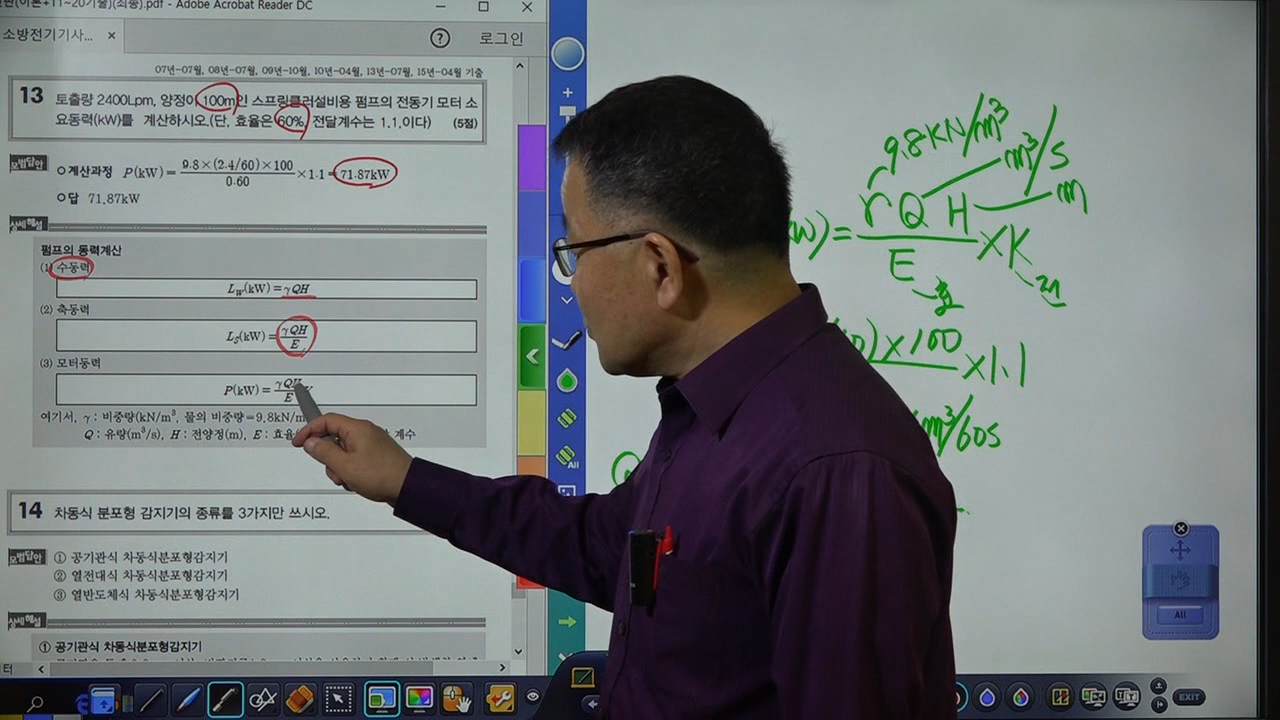 .pdf - Adobe Acrobat Reader DC
소방전기기사... ×
로그인
07년-07월, 08년-07월, 09년-10월, 10년-04월, 13년-07월, 15년-04월 기출
13 토출량 2400Lpm, 양정이 100m인 스프링클러설비용 펌프의 전동기 모터 소
요동력(kW)를 계산하시오.(단, 효율은 60%, 전달계수는 1.1.이다) (5점)
모범답안
○계산과정 P(kW) = 9.8×(2.4/60)×100 / 0.60 ×1.1 = 71.87kW
○답 71.87kW
상세해설
펌프의 동력계산
(1) 수동력
L_W(kW) = γQH
(2) 축동력
L_S(kW) = γQH / E
(3) 모터동력
P(kW) = γQH / E K
여기서, γ : 비중량(kN/m³, 물의 비중량=9.8kN/m
Q : 유량(m³/s), H : 전양정(m), E : 효율
계수
14 차동식 분포형 감지기의 종류를 3가지만 쓰시오.
모범답안
① 공기관식 차동식분포형감지기
② 열전대식 차동식분포형감지기
③ 열반도체식 차동식분포형감지기
상세해설
① 공기관식 차동식분포형감지기
9.8KN/m³
m³/s
m
W) = γ Q H / E × K
효
전
) × 100 × 1.1
m³/60s
Q
All
All
EXIT